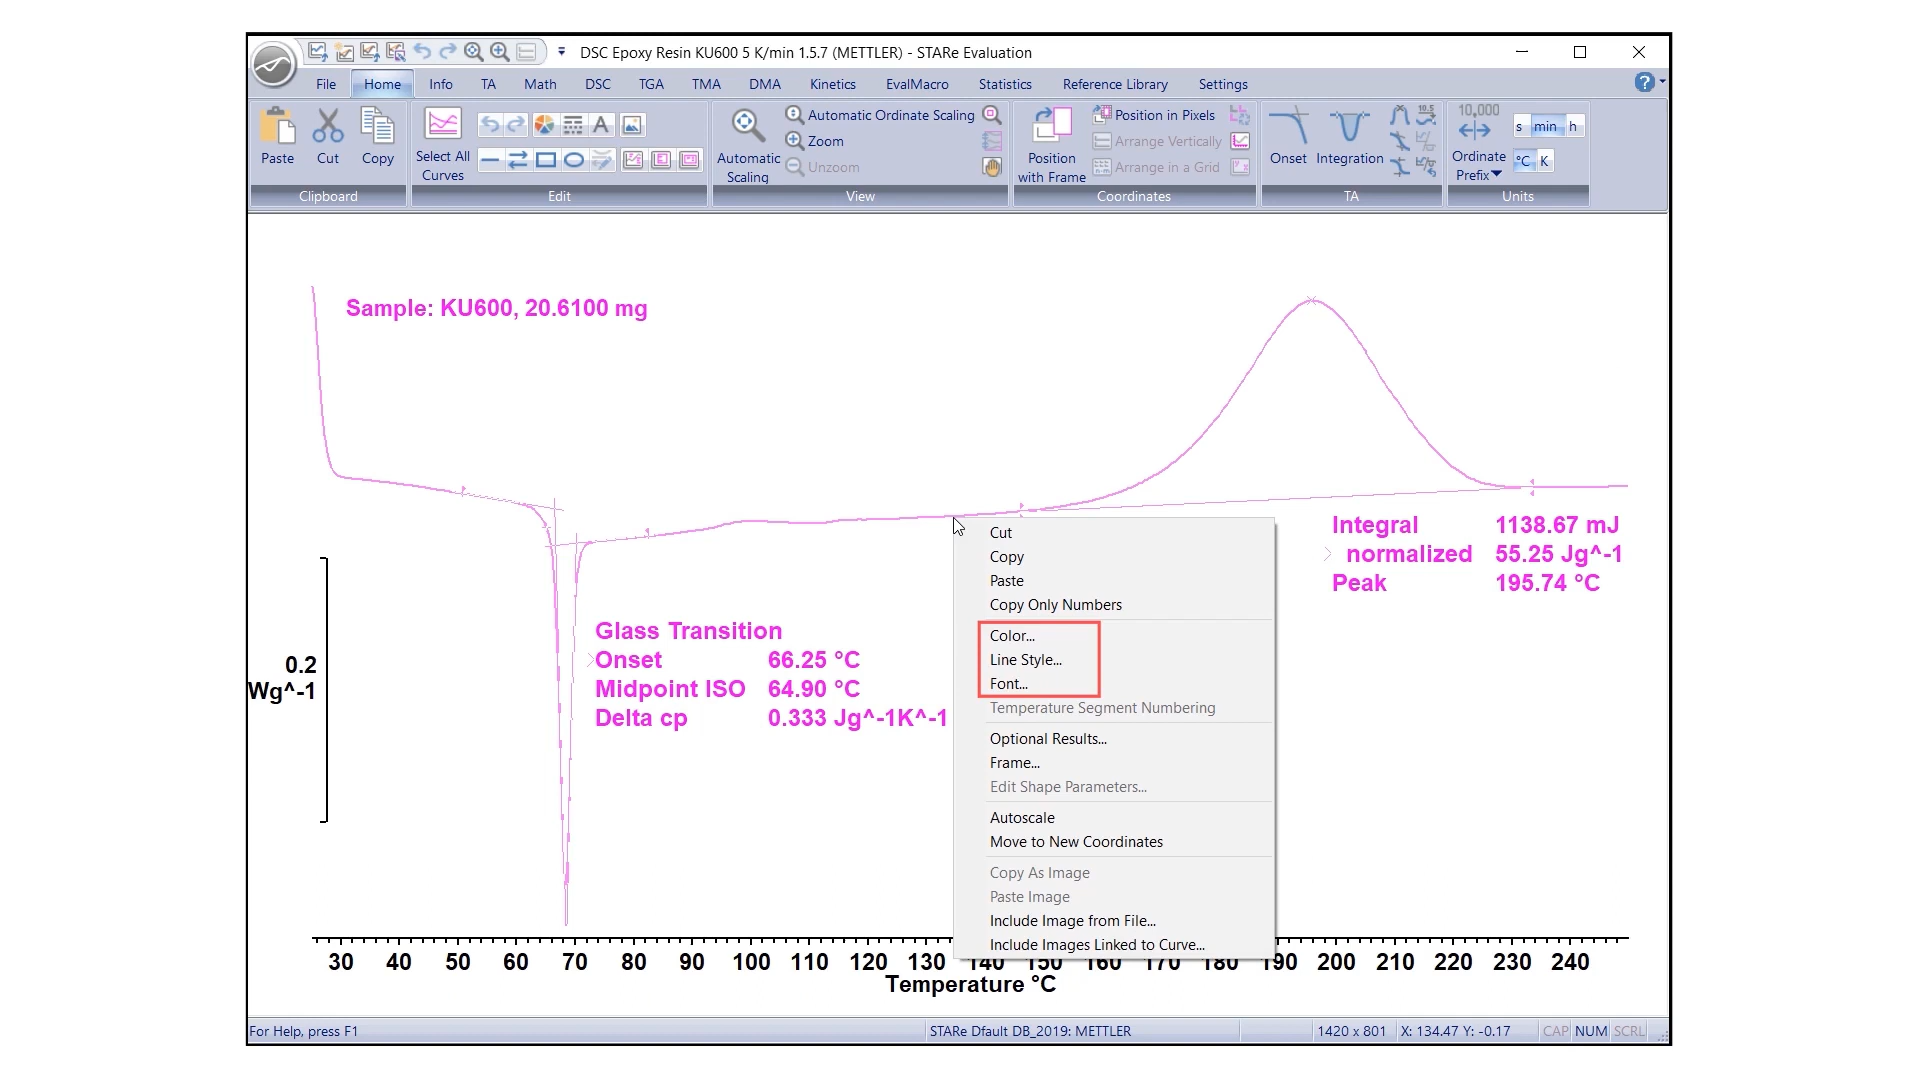 DSC Epoxy Resin KU600 5 K/min 1.5.7 (METTLER) - STARe Evaluation
File Home Info TA Math DSC TGA TMA DMA Kinetics EvalMacro Statistics Reference Library Settings ?
Paste Cut Copy
Clipboard
Select All
Curves
A
Edit
Automatic
Scaling
Automatic Ordinate Scaling
Zoom
Unzoom
View
Position
with Frame
Position in Pixels
Arrange Vertically
Arrange in a Grid
Coordinates
Onset Integration
10.5
TA
10,000
Ordinate
Prefix
s min h
°C K
Units
Sample: KU600, 20.6100 mg
Integral 1138.67 mJ
normalized 55.25 Jg^-1
Peak 195.74 °C
Glass Transition
Onset 66.25 °C
Midpoint ISO 64.90 °C
Delta cp 0.333 Jg^-1K^-1
0.2
Wg^-1
Cut
Copy
Paste
Copy Only Numbers
Color...
Line Style...
Font...
Temperature Segment Numbering
Optional Results...
Frame...
Edit Shape Parameters...
Autoscale
Move to New Coordinates
Copy As Image
Paste Image
Include Image from File...
Include Images Linked to Curve...
30 40 50 60 70 80 90 100 110 120 130 140 150 160 170 180 190 200 210 220 230 240
Temperature °C
For Help, press F1
STARe Dfault DB_2019: METTLER
1420 x 801
X: 134.47 Y: -0.17
CAP NUM SCRL